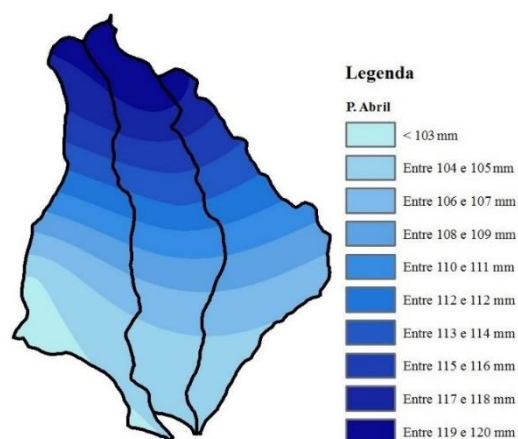 Legenda
P. Abril
< 103 mm
Entre 104 e 105 mm
Entre 106 e 107 mm
Entre 108 e 109 mm
Entre 110 e 111 mm
Entre 112 e 112 mm
Entre 113 e 114 mm
Entre 115 e 116 mm
Entre 117 e 118 mm
Entre 119 e 120 mm